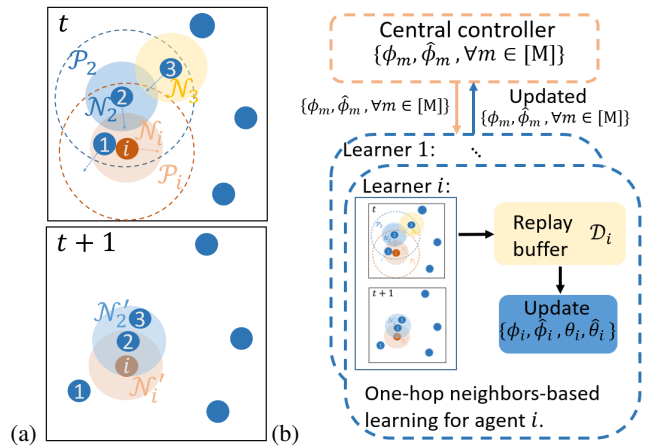 (a)
t
𝒫₂
3
𝒩₃
2
𝒩₂
1
𝒩ᵢ
i
𝒫ᵢ
t + 1
𝒩₂′
3
2
i
𝒩ᵢ′
1
(b)
Central controller
{ϕₘ, ϕ̂ₘ , ∀m ∈ [M]}
{ϕₘ, ϕ̂ₘ , ∀m ∈ [M]}
Updated
{ϕₘ, ϕ̂ₘ , ∀m ∈ [M]}
Learner 1:
⋱
Learner i:
t
t + 1
Replay
buffer 𝒟ᵢ
Update
{ϕᵢ, ϕ̂ᵢ , θᵢ, θ̂ᵢ }
One-hop neighbors-based
learning for agent i.